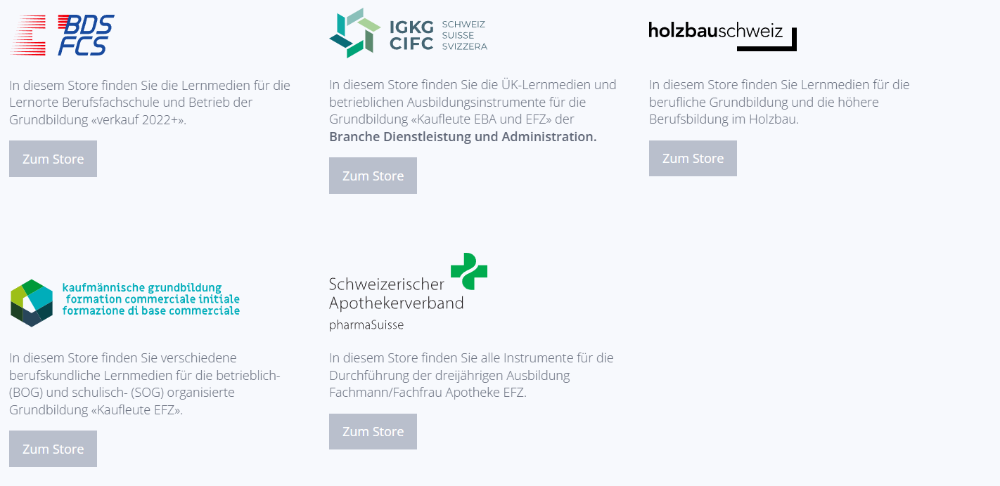 BDS
FCS
In diesem Store finden Sie die Lernmedien für die
Lernorte Berufsfachschule und Betrieb der
Grundbildung «verkauf 2022+».
Zum Store
IGKG SCHWEIZ
CIFC SUISSE
SVIZZERA
In diesem Store finden Sie die ÜK-Lernmedien und
betrieblichen Ausbildungsinstrumente für die
Grundbildung «Kaufleute EBA und EFZ» der
Branche Dienstleistung und Administration.
Zum Store
holzbauschweiz
In diesem Store finden Sie Lernmedien für die
berufliche Grundbildung und die höhere
Berufsbildung im Holzbau.
Zum Store
kaufmännische grundbildung
formation commerciale initiale
formazione di base commerciale
In diesem Store finden Sie verschiedene
berufskundliche Lernmedien für die betrieblich-
(BOG) und schulisch- (SOG) organisierte
Grundbildung «Kaufleute EFZ».
Zum Store
Schweizerischer
Apothekerverband
pharmaSuisse
In diesem Store finden Sie alle Instrumente für die
Durchführung der dreijährigen Ausbildung
Fachmann/Fachfrau Apotheke EFZ.
Zum Store